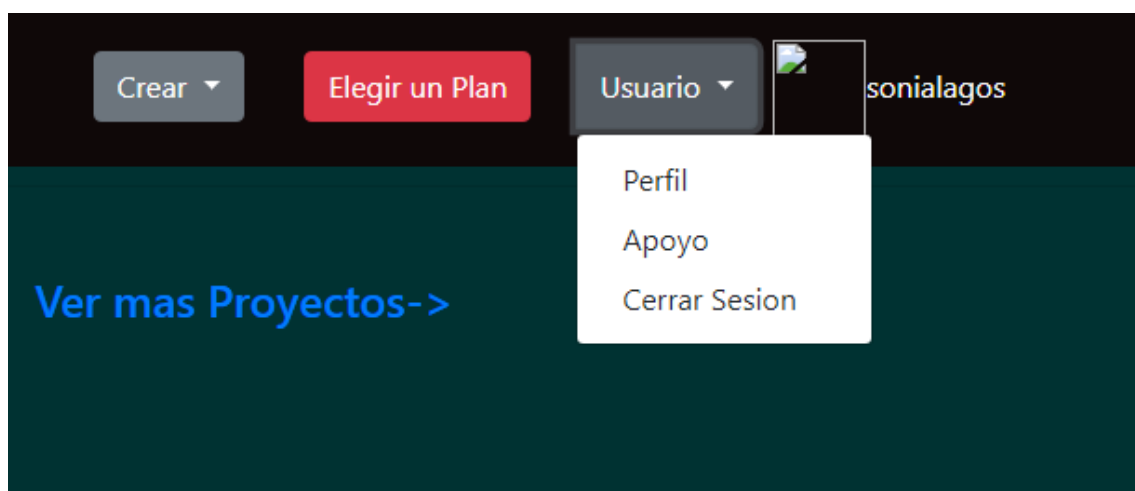 Crear
Elegir un Plan
Usuario
sonialagos
Perfil
Apoyo
Cerrar Sesion
Ver mas Proyectos->